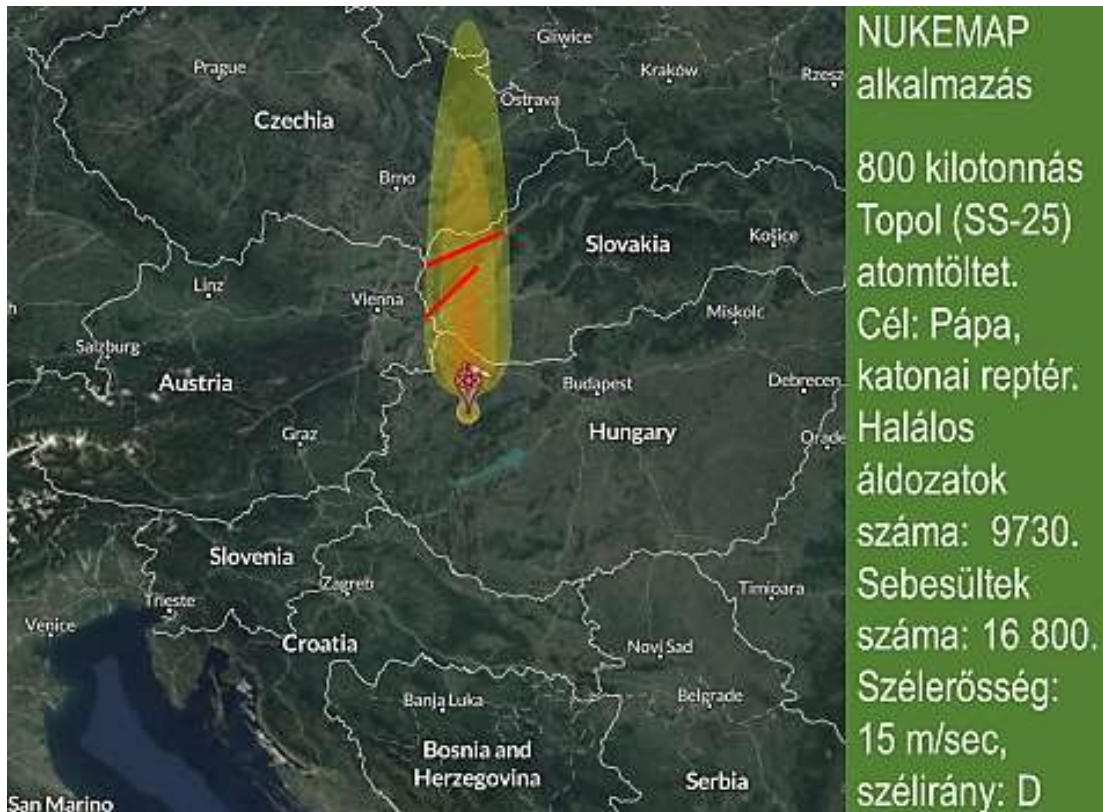 NUKEMAP
alkalmazás
800 kilotonnás
Topol (SS-25)
atomtöltet.
Cél: Pápa,
katonai reptér.
Halálos
áldozatok
száma: 9730.
Sebesültek
száma: 16 800.
Szélerősség:
15 m/sec,
szélirány: D
Gliwice
Prague
Kraków
Rzesz
Ostrava
Czechia
Brno
Slovakia
Košice
Linz
Vienna
Miskolc
h
Salzburg
Austria
Budapest
Debrecen
Graz
Hungary
Orade
Slovenia
Zagreb
Timișoara
Trieste
Venice
Croatia
Novi Sad
Banja Luka
Belgrade
Bosnia and
Herzegovina
Serbia
San Marino